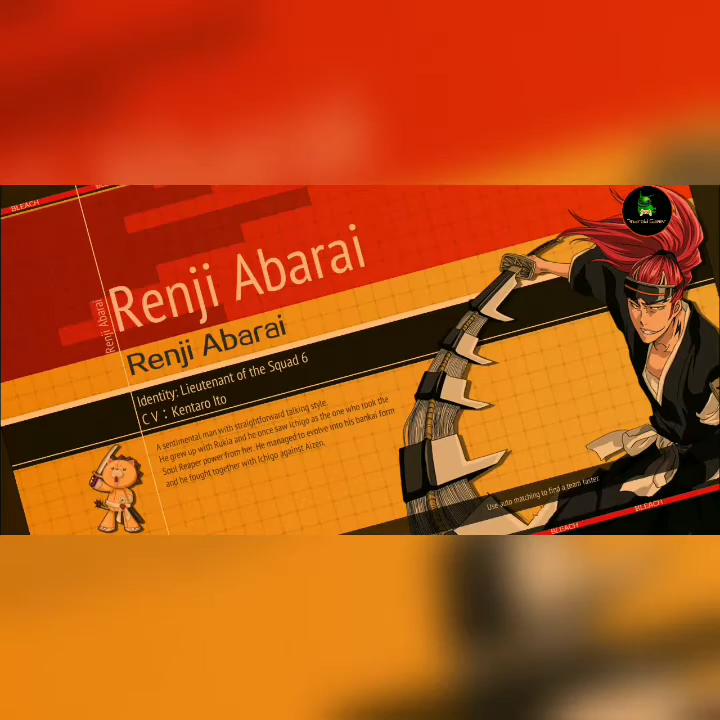 BLEACH
Renji Abarai
Renji Abarai
Renji Abarai
Identity: Lieutenant of the Squad 6
CV : Kentaro Ito
A sentimental man with straightforward talking style.
He grew up with Rukia and he once saw Ichigo as the one who took the
Soul Reaper power from her. He managed to evolve into his bankai form
and he fought together with Ichigo against Aizen.
Use auto matching to find a team faster
BLEACH
BLEACH
Android Gamer